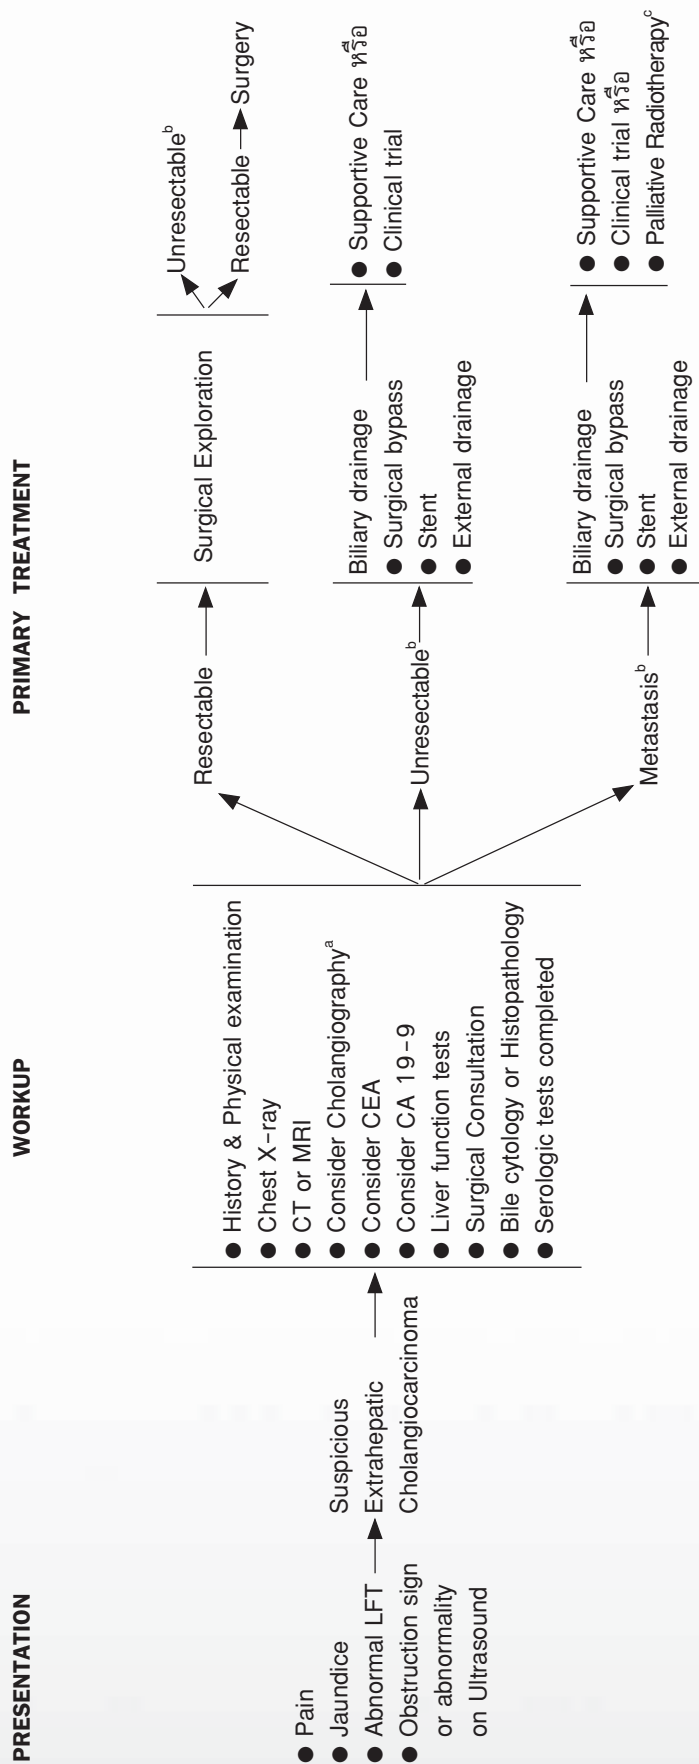 PRESENTATION
WORKUP
PRIMARY TREATMENT
● Pain
● Jaundice
● Abnormal LFT
● Obstruction sign
or abnormality
on Ultrasound
Suspicious
Extrahepatic
Cholangiocarcinoma
● History & Physical examination
● Chest X-ray
● CT or MRI
● Consider Cholangiographyᵃ
● Consider CEA
● Consider CA 19-9
● Liver function tests
● Surgical Consultation
● Bile cytology or Histopathology
● Serologic tests completed
Resectable
Surgical Exploration
Unresectableᵇ
Resectable
Surgery
Unresectableᵇ
Biliary drainage
● Surgical bypass
● Stent
● External drainage
● Supportive Care หรือ
● Clinical trial
Metastasisᵇ
Biliary drainage
● Surgical bypass
● Stent
● External drainage
● Supportive Care หรือ
● Clinical trial หรือ
● Palliative Radiotherapyᶜ